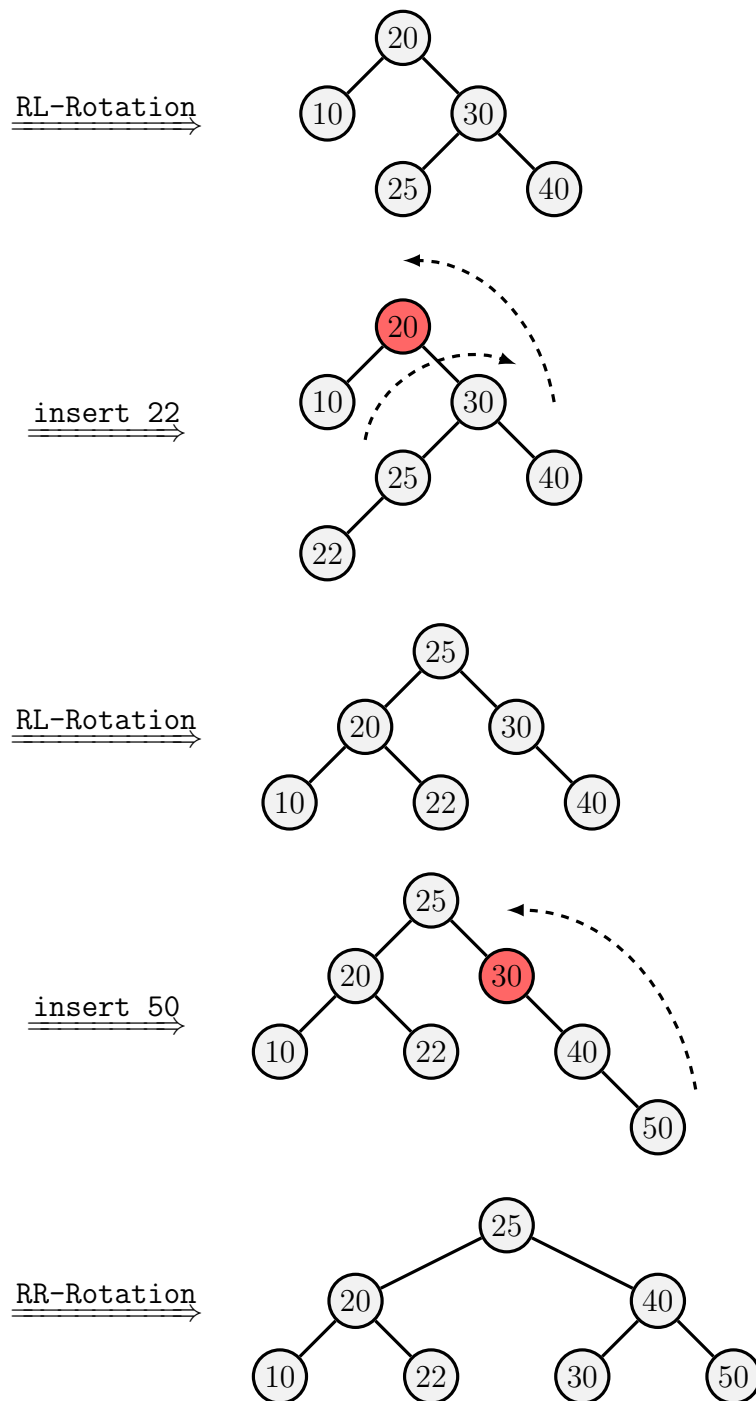 20
RL-Rotation 10 30
25 40
20
insert 22 10 30
25 40
22
25
RL-Rotation 20 30
10 22 40
25
20 30
insert 50 10 22 40
50
25
RR-Rotation 20 40
10 22 30 50